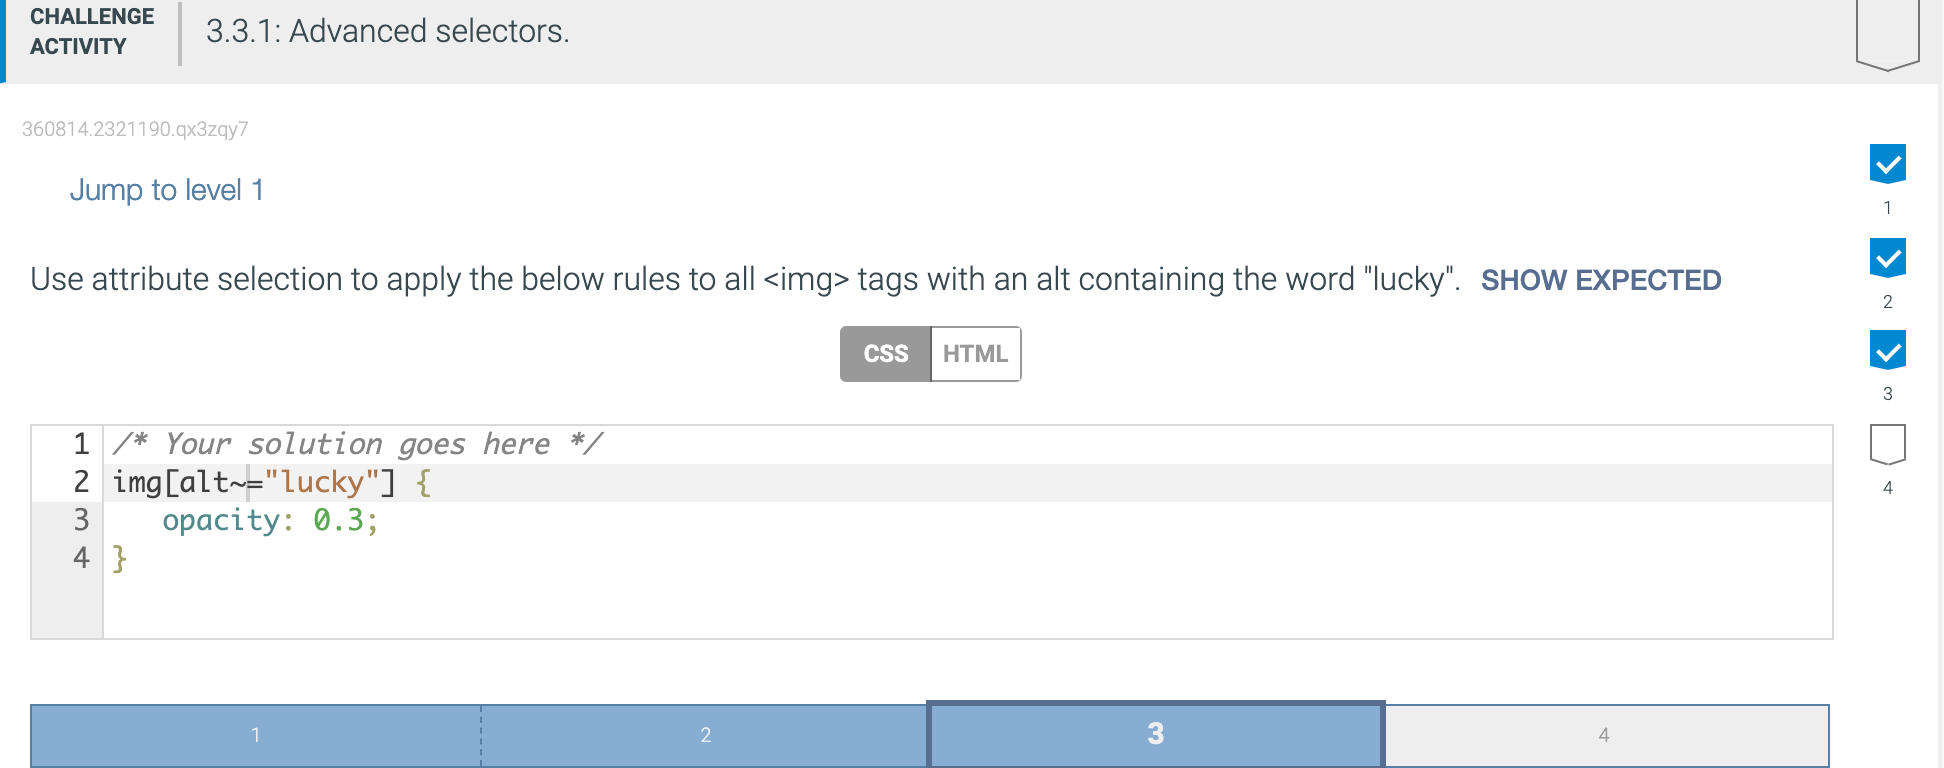 CHALLENGE
ACTIVITY
3.3.1: Advanced selectors.
360814.2321190.qx3zqy7
Jump to level 1
Use attribute selection to apply the below rules to all <img> tags with an alt containing the word "lucky". SHOW EXPECTED
CSS HTML
1 /* Your solution goes here */
2 img[alt~="lucky"] {
3    opacity: 0.3;
4 }
1 2 3 4
1
2
3
4